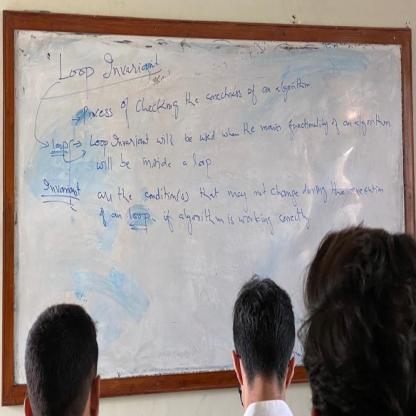 Loop Invariant
→ Process of checking the correctness of an algorithm
loop → Loop Invariant will be used when the main functionality of an algorithm
will be inside a loop.
Invariant are the condition(s) that may not change during the execution
of an loop, if algorithm is working correctly